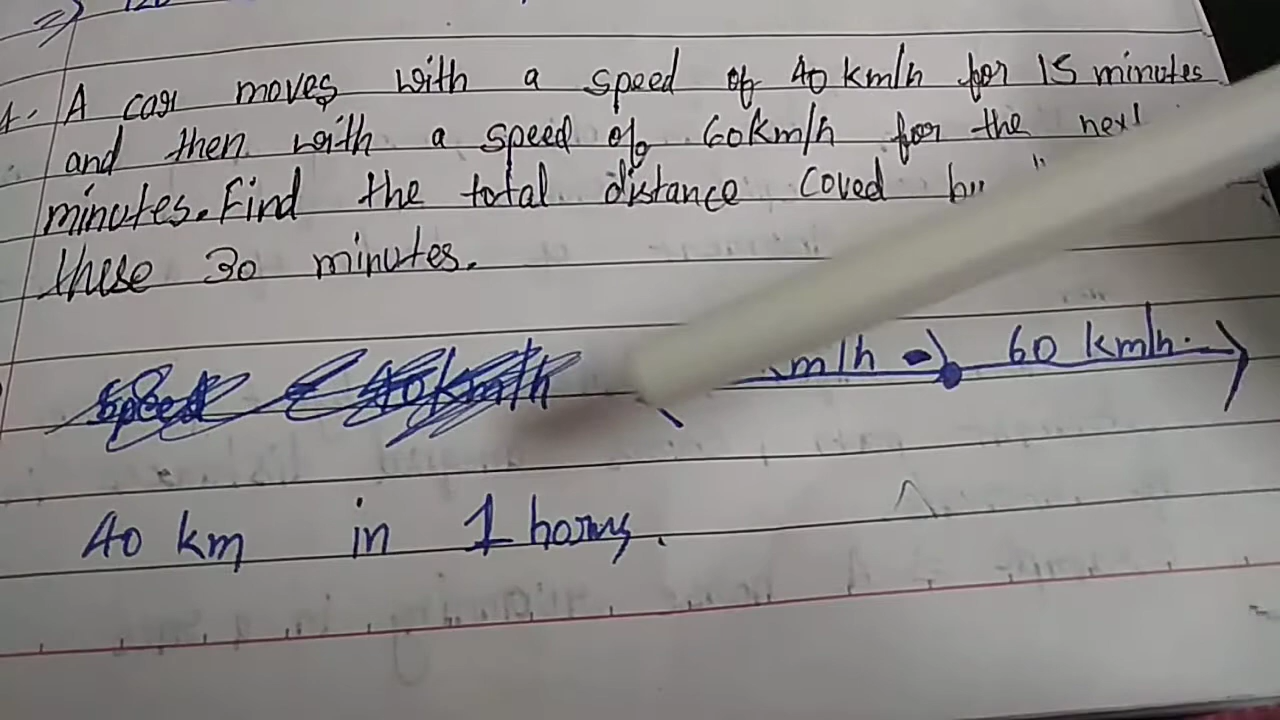 1. A car moves with a speed of 40 km/h for 15 minutes
and then with a speed of 60km/h for the next
minutes. Find the total distance coved
these 30 minutes.
m/h 60 km/h.
40 km in 1 hours.